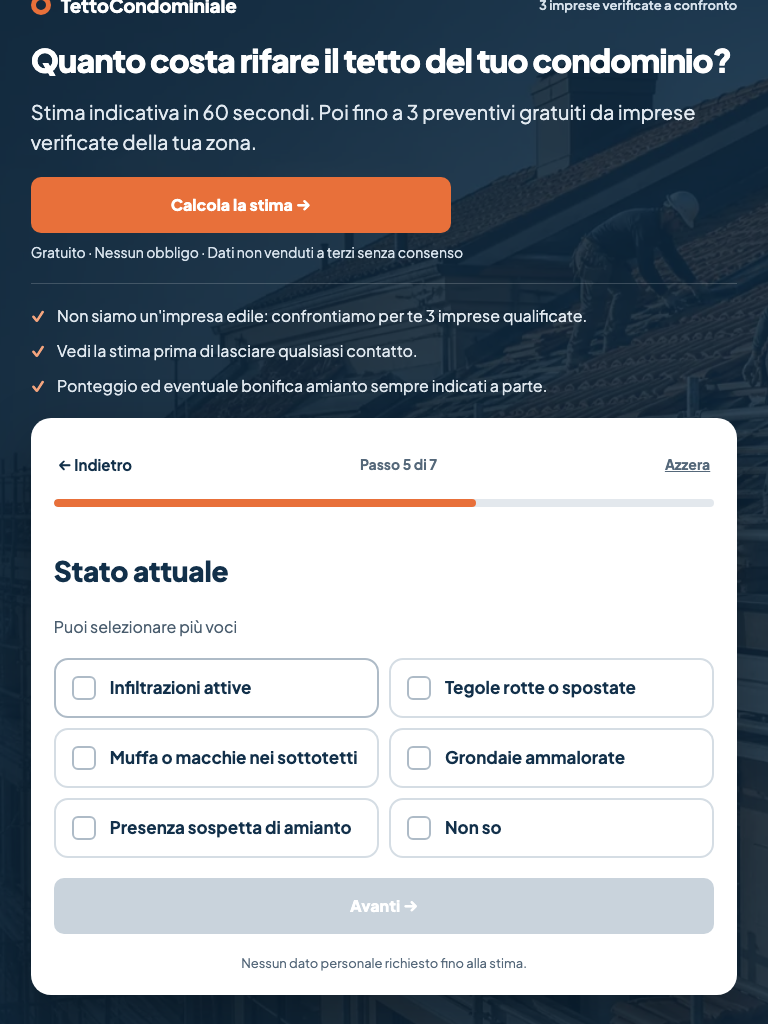 TettoCondominiale
3 imprese verificate a confronto
Quanto costa rifare il tetto del tuo condominio?
Stima indicativa in 60 secondi. Poi fino a 3 preventivi gratuiti da imprese
verificate della tua zona.
Calcola la stima →
Gratuito · Nessun obbligo · Dati non venduti a terzi senza consenso
Non siamo un'impresa edile: confrontiamo per te 3 imprese qualificate.
Vedi la stima prima di lasciare qualsiasi contatto.
Ponteggio ed eventuale bonifica amianto sempre indicati a parte.
← Indietro
Passo 5 di 7
Azzera
Stato attuale
Puoi selezionare più voci
Infiltrazioni attive
Tegole rotte o spostate
Muffa o macchie nei sottotetti
Grondaie ammalorate
Presenza sospetta di amianto
Non so
Avanti →
Nessun dato personale richiesto fino alla stima.